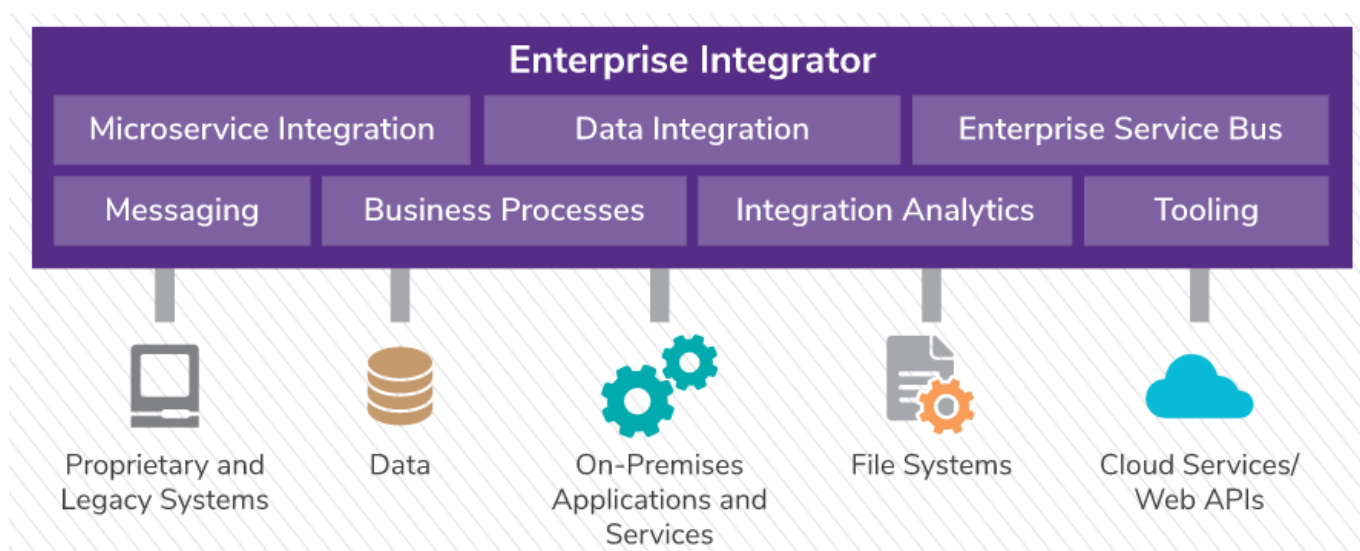 Enterprise Integrator
Microservice Integration
Data Integration
Enterprise Service Bus
Messaging
Business Processes
Integration Analytics
Tooling
Proprietary and
Legacy Systems
Data
On-Premises
Applications and
Services
File Systems
Cloud Services/
Web APIs